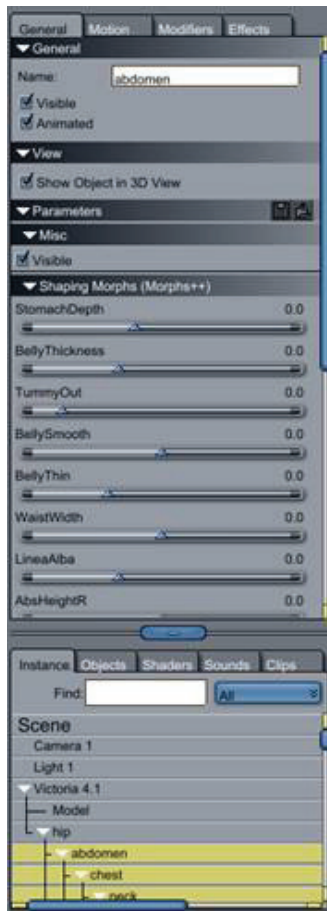 General Motion Modifiers Effects
General
Name: abdomen
Visible
Animated
View
Show Object in 3D View
Parameters
Misc
Visible
Shaping Morphs (Morphs++)
StomachDepth 0.0
BellyThickness 0.0
TummyOut 0.0
BellySmooth 0.0
BellyThin 0.0
WaistWidth 0.0
LineaAlba 0.0
AbsHeightR 0.0
Instance Objects Shaders Sounds Clips
Find: All
Scene
Camera 1
Light 1
Victoria 4.1
Model
hip
abdomen
chest
neck